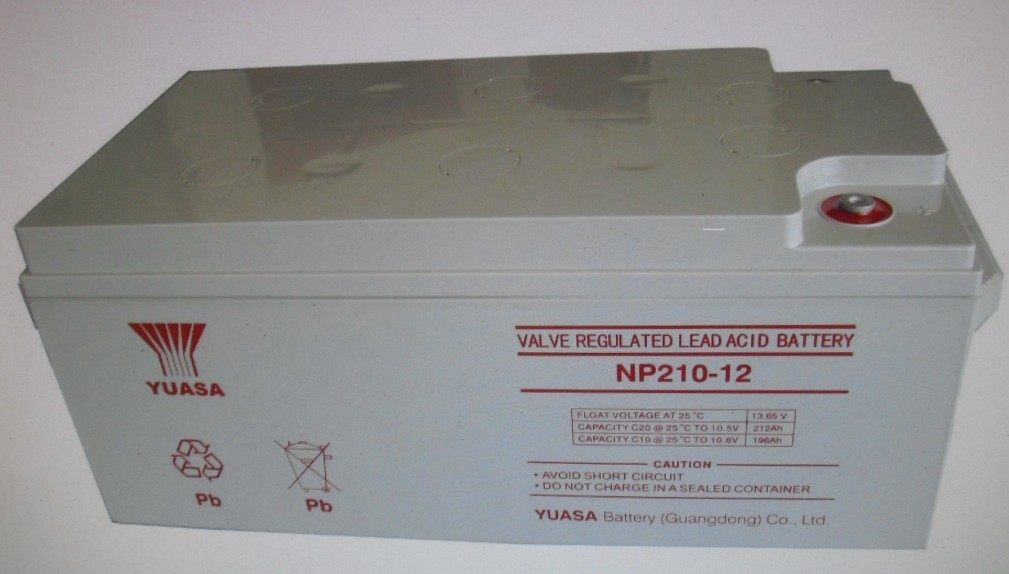 YUASA
VALVE REGULATED LEAD ACID BATTERY
NP210-12
FLOAT VOLTAGE AT 25°C 13.65 V
CAPACITY C20 @ 25°C TO 10.5V 212Ah
CAPACITY C10 @ 25°C TO 10.8V 196Ah
CAUTION
• AVOID SHORT CIRCUIT
• DO NOT CHARGE IN A SEALED CONTAINER
YUASA Battery (Guangdong) Co., Ltd.
Pb
Pb